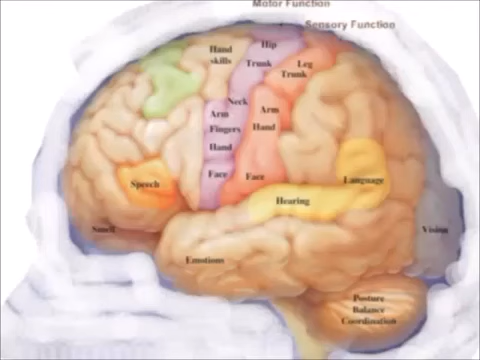 Motor Function
Sensory Function
Hand
skills
Hip
Trunk
Leg
Trunk
Neck
Arm
Arm
Fingers
Hand
Hand
Face
Face
Speech
Language
Hearing
Smell
Vision
Emotions
Posture
Balance
Coordination